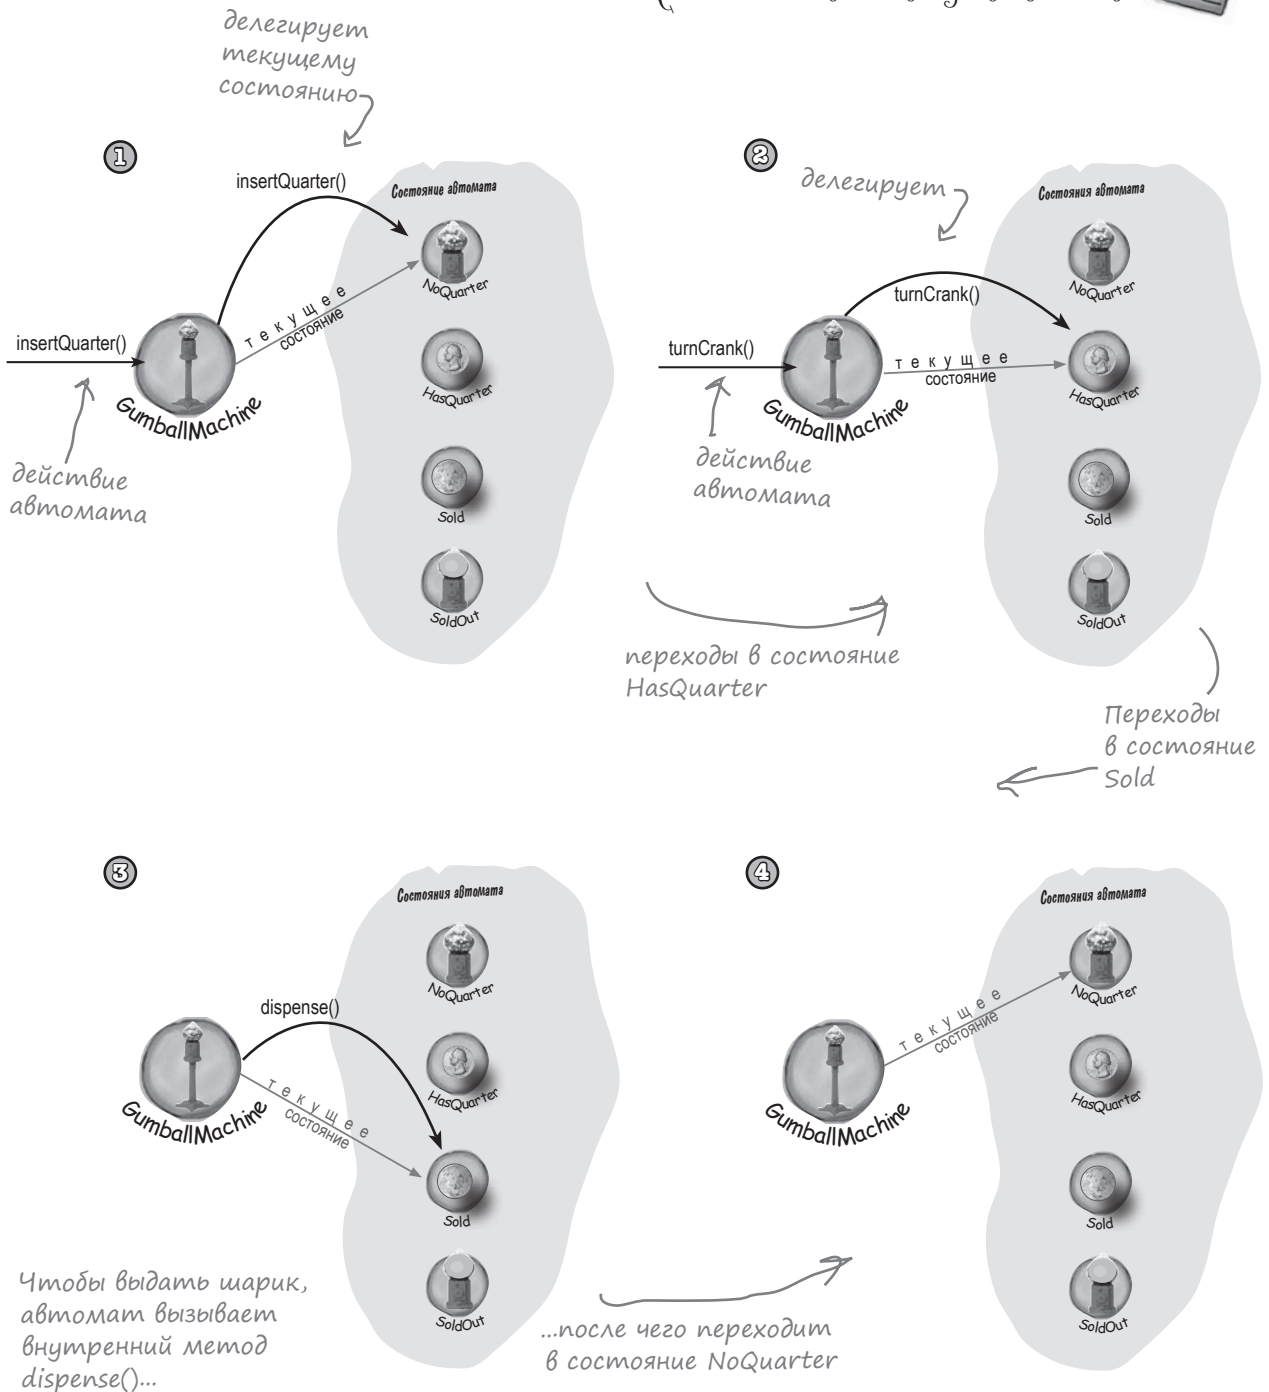 делегирует
текущему
состоянию
1
insertQuarter()
Состояние автомата
NoQuarter
текущее
состояние
insertQuarter()
GumballMachine
HasQuarter
действие
автомата
Sold
SoldOut
2
делегирует
Состояния автомата
NoQuarter
turnCrank()
turnCrank()
текущее
состояние
GumballMachine
HasQuarter
действие
автомата
Sold
SoldOut
переходы в состояние
HasQuarter
Переходы
в состояние
Sold
3
Состояния автомата
NoQuarter
dispense()
текущее
состояние
GumballMachine
HasQuarter
Sold
SoldOut
Чтобы выдать шарик,
автомат вызывает
внутренний метод
dispense()...
...после чего переходит
в состояние NoQuarter
4
Состояния автомата
NoQuarter
текущее
состояние
GumballMachine
HasQuarter
Sold
SoldOut